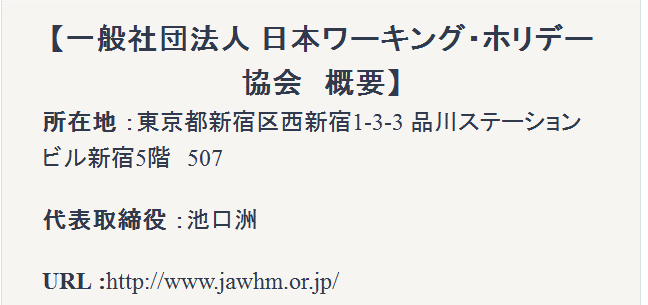 【一般社団法人 日本ワーキング・ホリデー
協会　概要】
所在地 ：東京都新宿区西新宿1-3-3 品川ステーション
ビル新宿5階　507
代表取締役 ：池口洲
URL :http://www.jawhm.or.jp/